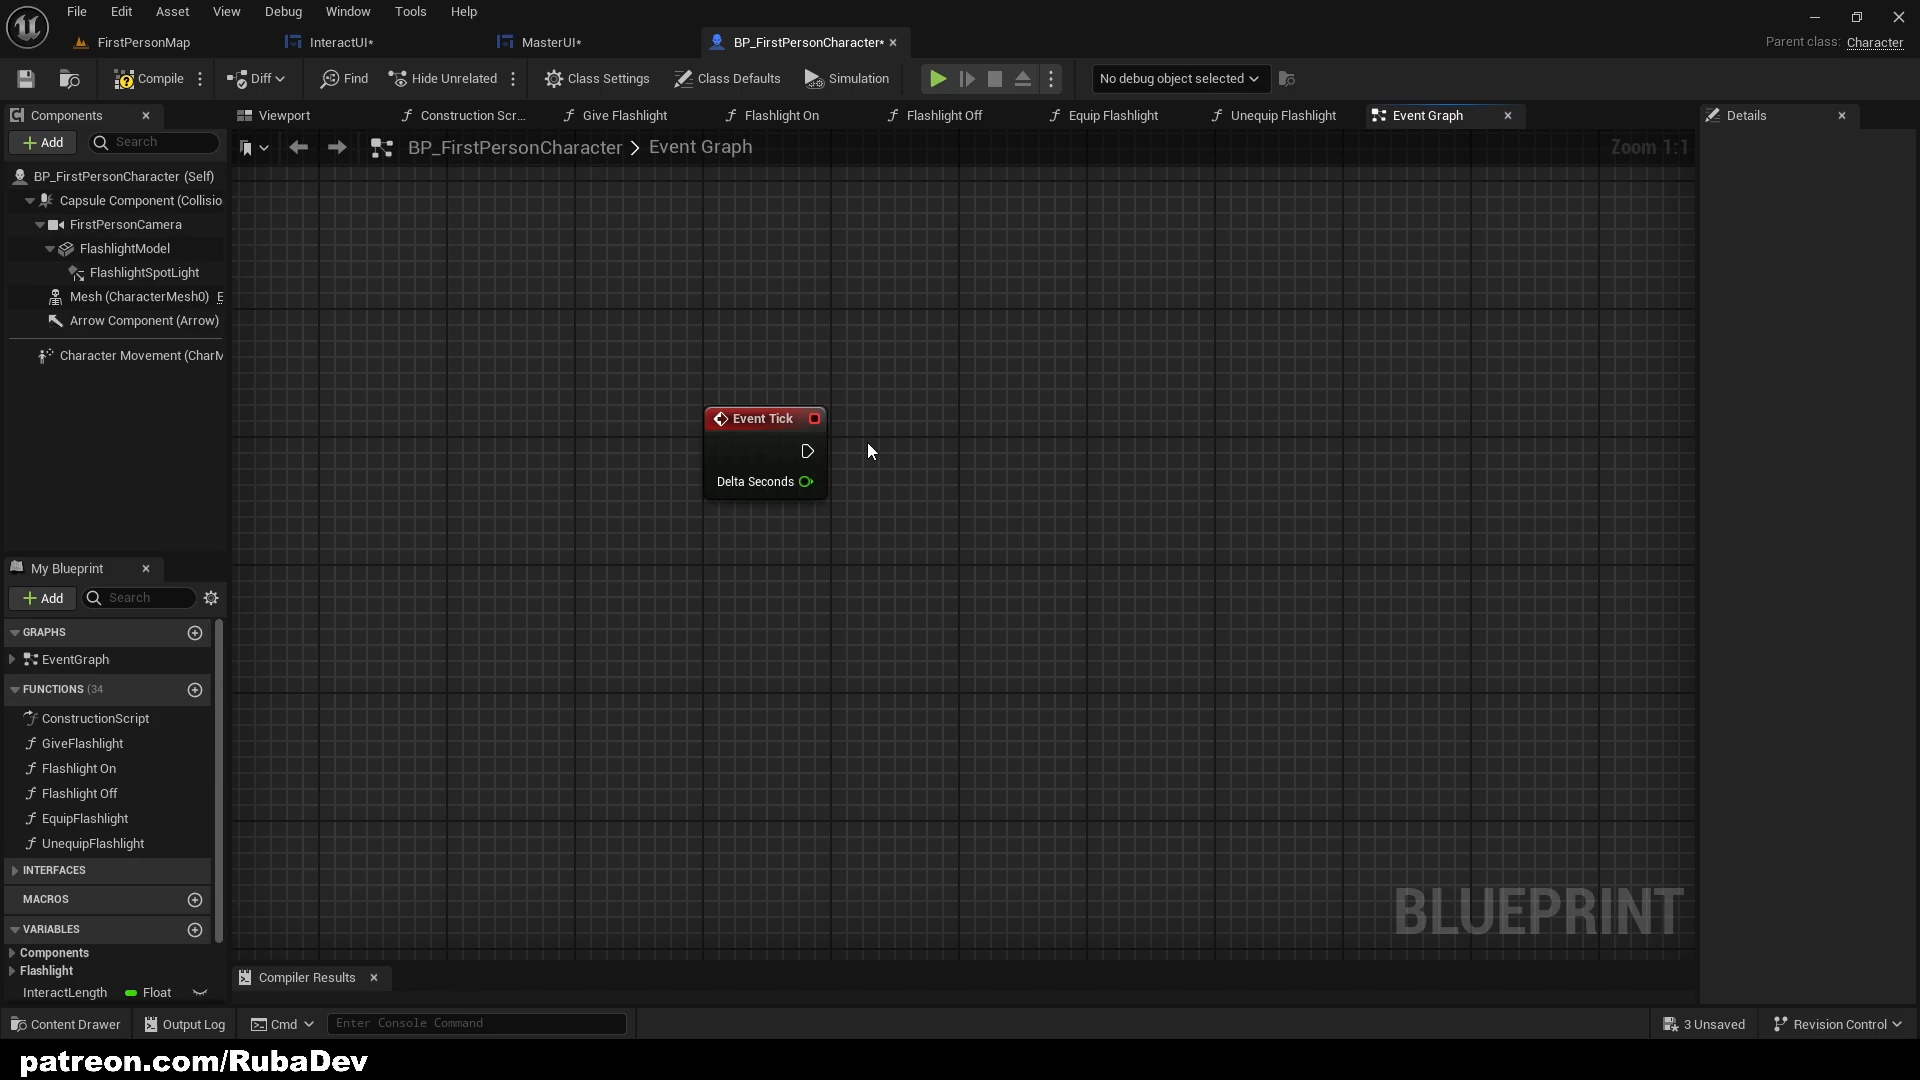 File Edit Asset View Debug Window Tools Help
FirstPersonMap InteractUI* MasterUI* BP_FirstPersonCharacter*
Parent class: Character
Compile Diff Find Hide Unrelated Class Settings Class Defaults Simulation No debug object selected
Components
Viewport Construction Scr... Give Flashlight Flashlight On Flashlight Off Equip Flashlight Unequip Flashlight Event Graph
Details
Add Search
BP_FirstPersonCharacter > Event Graph
Zoom 1:1
BP_FirstPersonCharacter (Self)
Capsule Component (Collisio
FirstPersonCamera
FlashlightModel
FlashlightSpotLight
Mesh (CharacterMesh0) E
Arrow Component (Arrow)
Character Movement (CharM
Event Tick
Delta Seconds
My Blueprint
Add Search
GRAPHS
EventGraph
FUNCTIONS (34
ConstructionScript
GiveFlashlight
Flashlight On
Flashlight Off
EquipFlashlight
UnequipFlashlight
INTERFACES
MACROS
VARIABLES
Components
Flashlight
InteractLength Float
BLUEPRINT
Compiler Results
Content Drawer Output Log Cmd Enter Console Command 3 Unsaved Revision Control
patreon.com/RubaDev